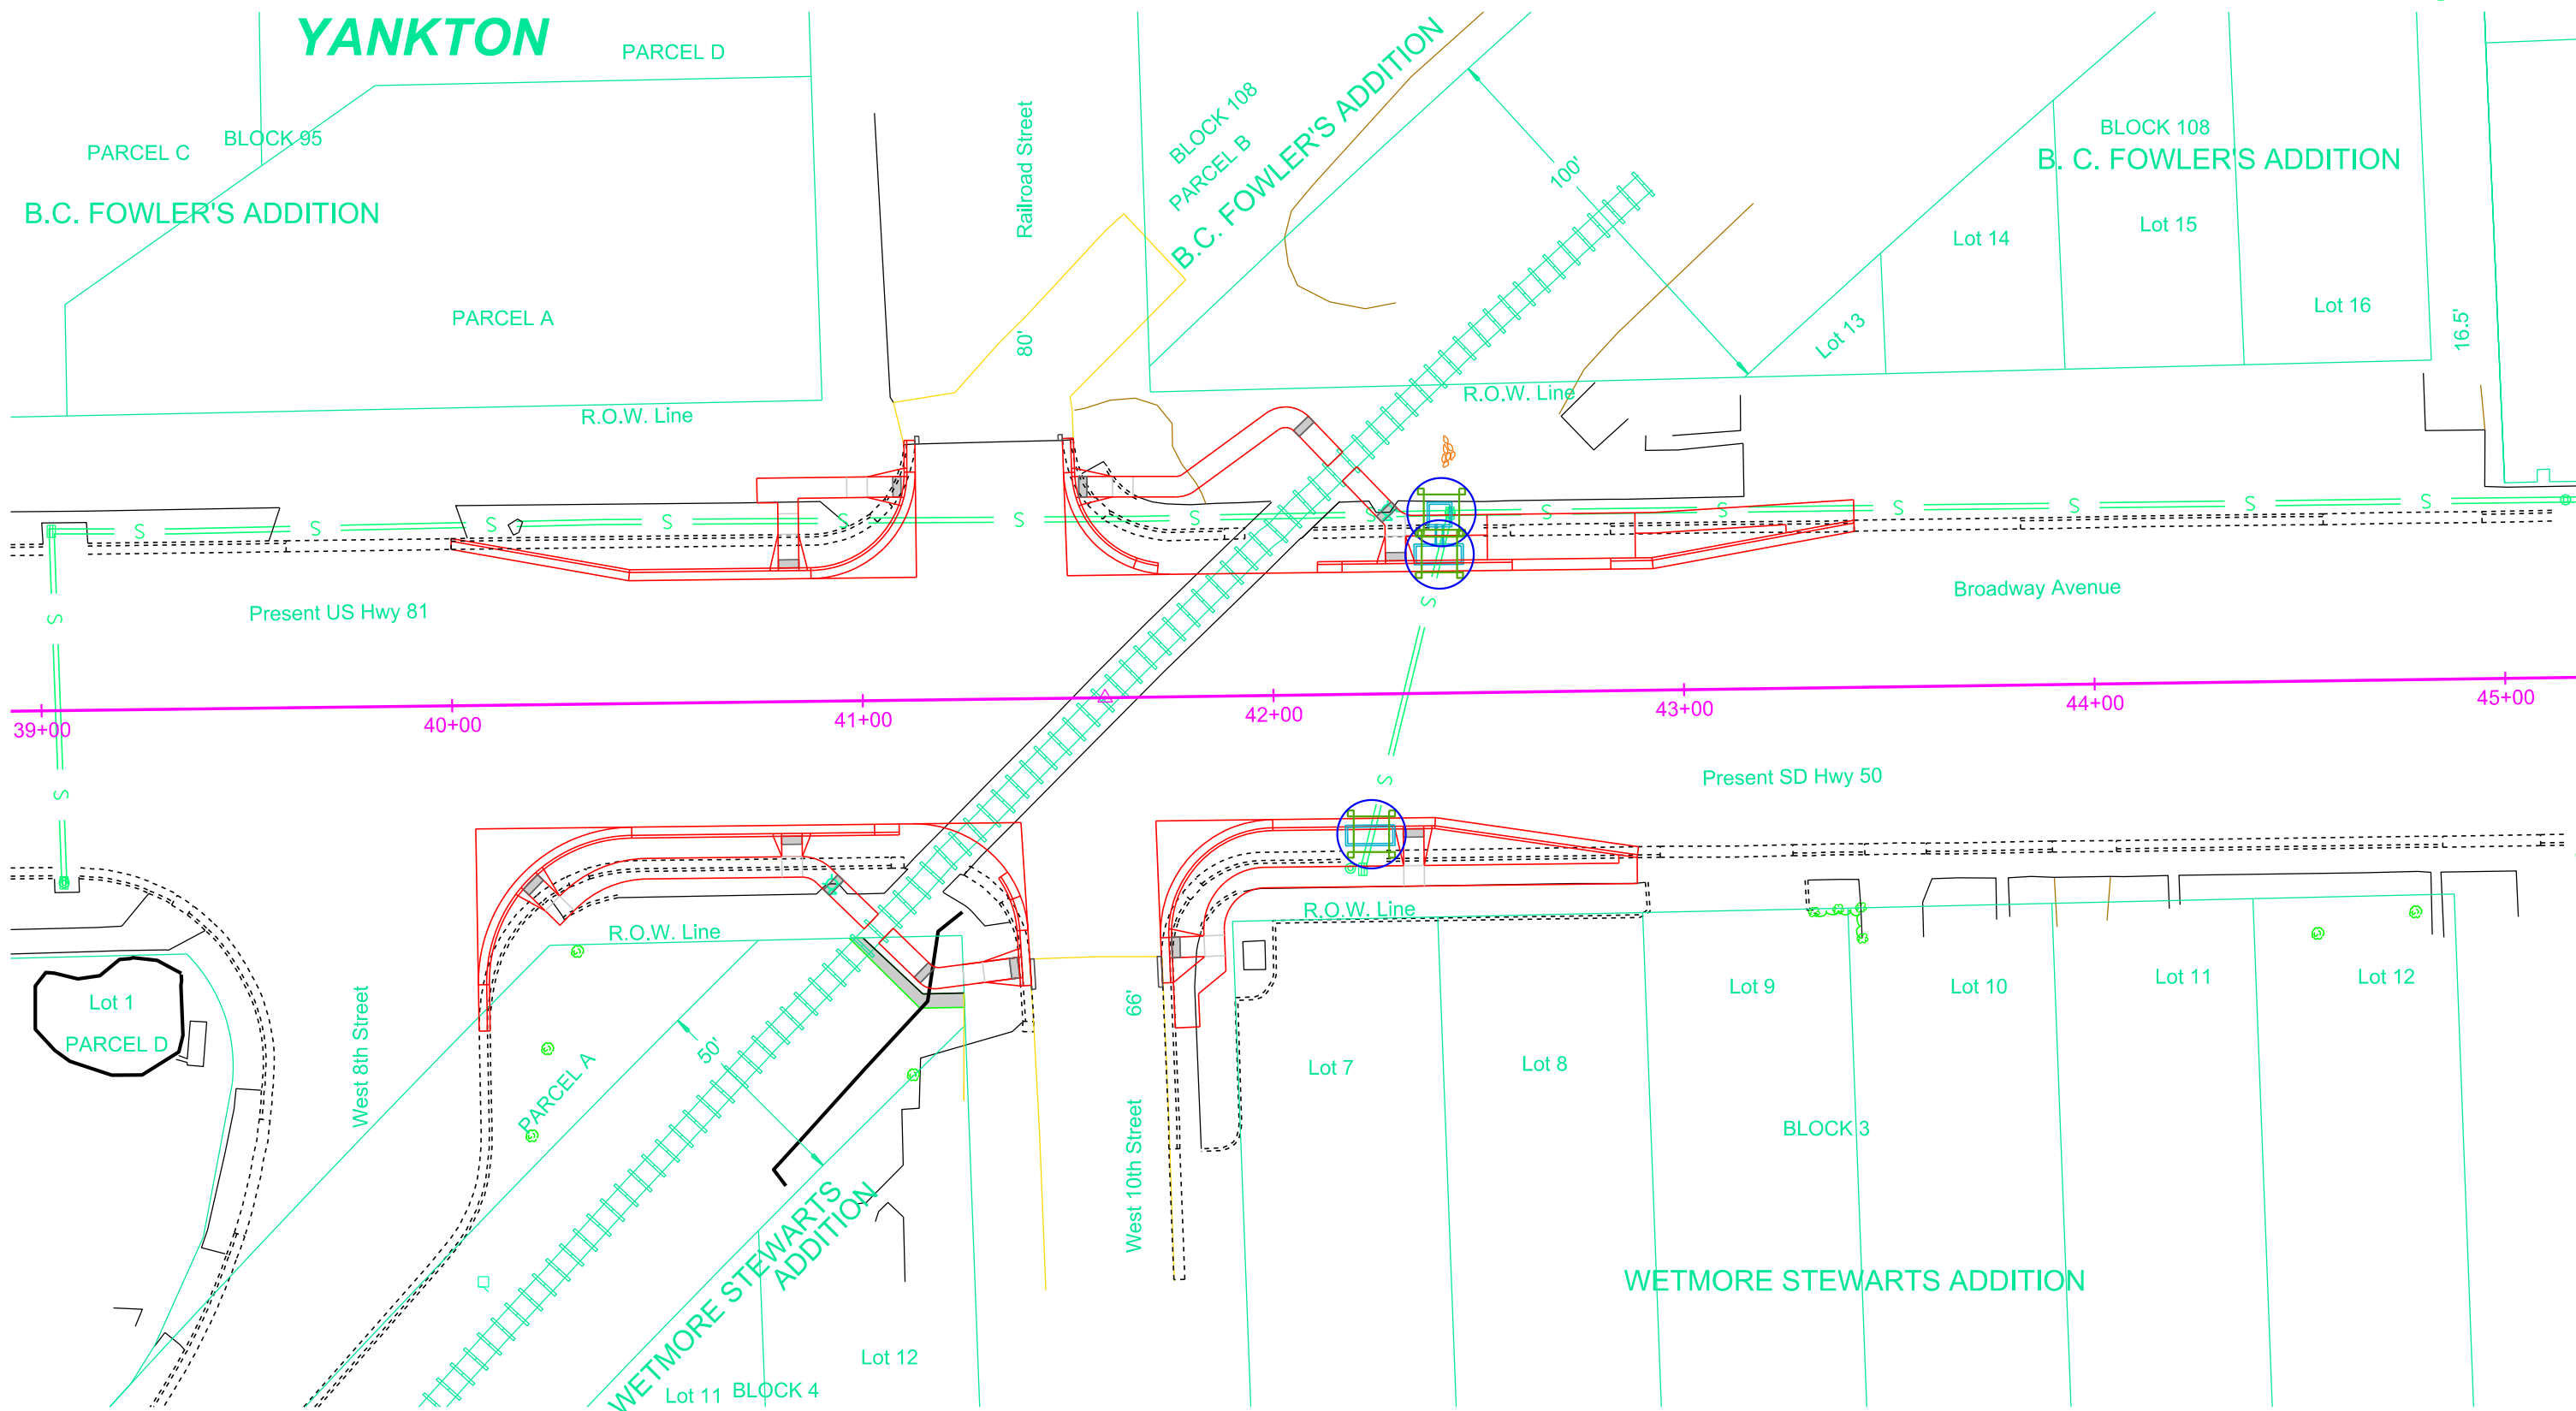 YANKTON
PARCEL D
PARCEL C
BLOCK 95
B.C. FOWLER'S ADDITION
PARCEL A
R.O.W. Line
Railroad Street
80'
BLOCK 108
PARCEL B
B.C. FOWLER'S ADDITION
100'
R.O.W. Line
BLOCK 108
B. C. FOWLER'S ADDITION
Lot 13
Lot 14
Lot 15
Lot 16
16.5'
S S S S S S S S S S S S S S
S
S
S
S
Present US Hwy 81
Broadway Avenue
39+00
40+00
41+00
42+00
43+00
44+00
45+00
Present SD Hwy 50
R.O.W. Line
R.O.W. Line
Lot 1
PARCEL D
West 8th Street
PARCEL A
50'
66'
West 10th Street
Lot 7
Lot 8
Lot 9
Lot 10
Lot 11
Lot 12
BLOCK 3
WETMORE STEWARTS ADDITION
WETMORE STEWARTS
ADDITION
Lot 12
Lot 11
BLOCK 4